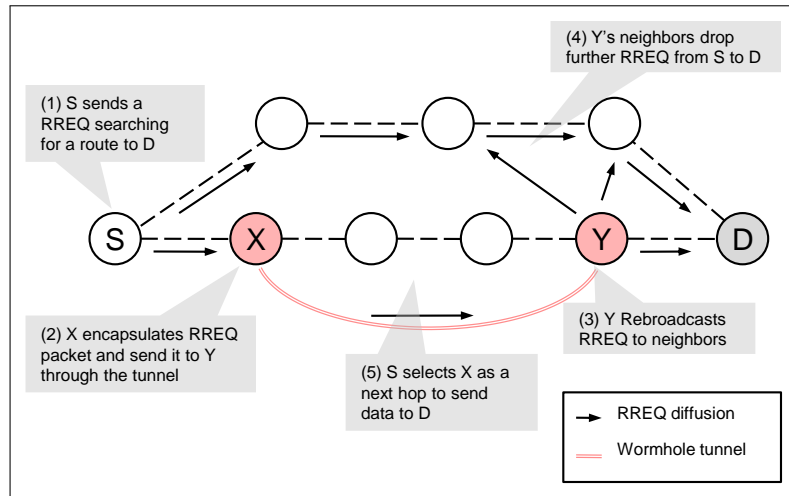 (4) Y's neighbors drop
further RREQ from S to D
(1) S sends a
RREQ searching
for a route to D
S
X
Y
D
(2) X encapsulates RREQ
packet and send it to Y
through the tunnel
(3) Y Rebroadcasts
RREQ to neighbors
(5) S selects X as a
next hop to send
data to D
RREQ diffusion
Wormhole tunnel